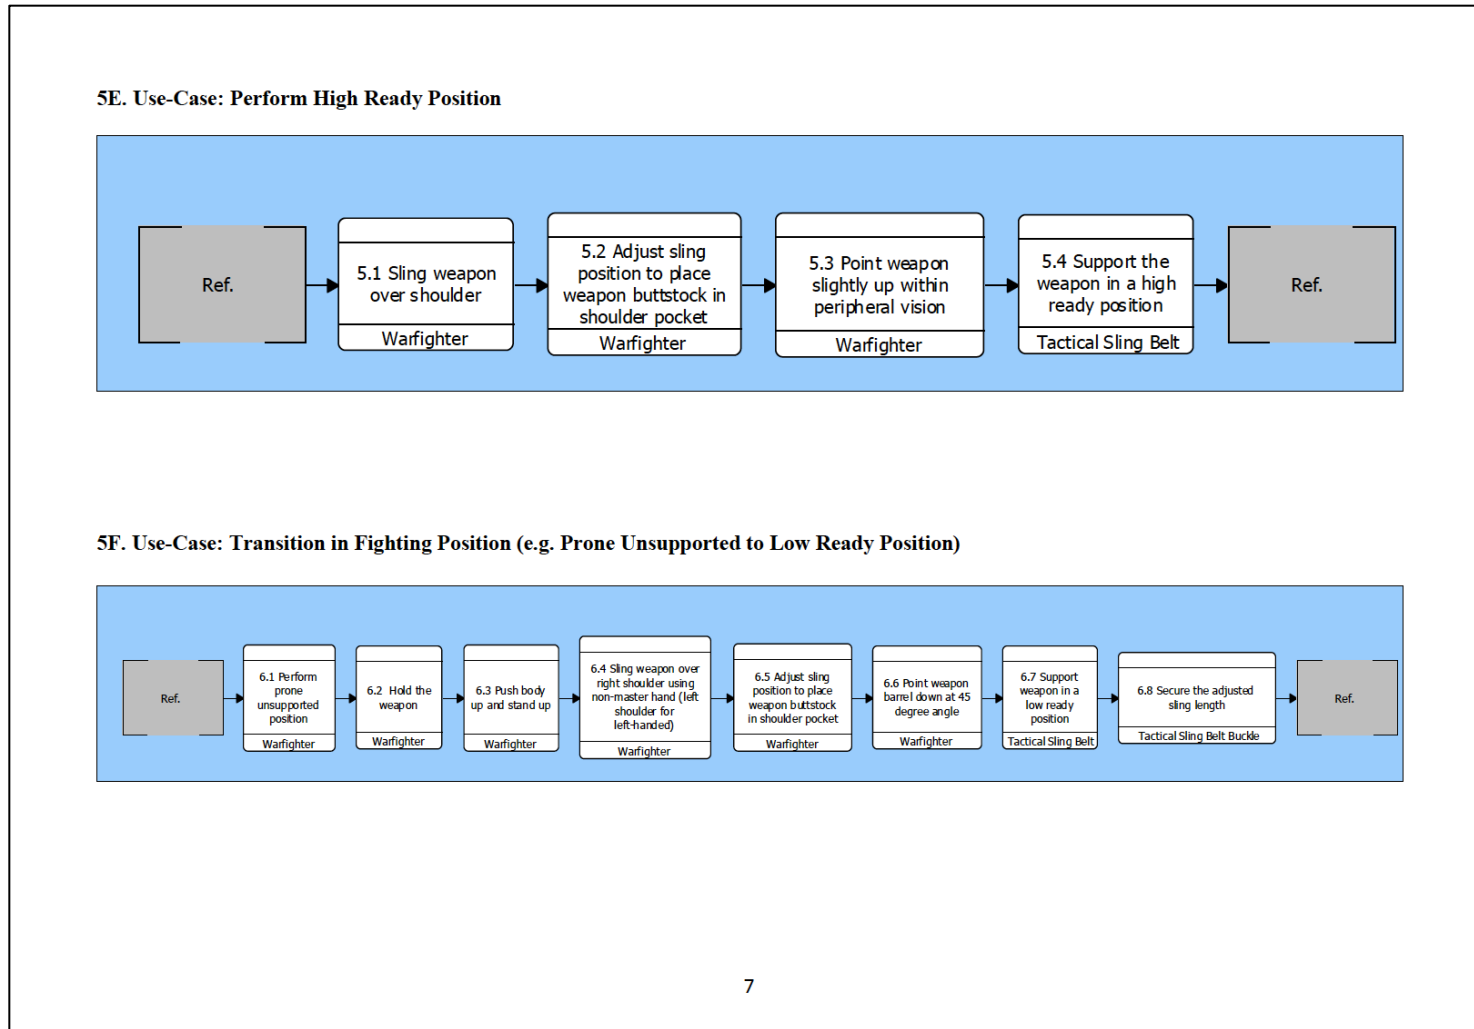 5E. Use-Case: Perform High Ready Position
Ref.
5.1 Sling weapon
over shoulder
Warfighter
5.2 Adjust sling
position to place
weapon buttstock in
shoulder pocket
Warfighter
5.3 Point weapon
slightly up within
peripheral vision
Warfighter
5.4 Support the
weapon in a high
ready position
Tactical Sling Belt
Ref.
5F. Use-Case: Transition in Fighting Position (e.g. Prone Unsupported to Low Ready Position)
Ref.
6.1 Perform
prone
unsupported
position
Warfighter
6.2 Hold the
weapon
Warfighter
6.3 Push body
up and stand up
Warfighter
6.4 Sling weapon over
right shoulder using
non-master hand (left
shoulder for
left-handed)
Warfighter
6.5 Adjust sling
position to place
weapon buttstock
in shoulder pocket
Warfighter
6.6 Point weapon
barrel down at 45
degree angle
Warfighter
6.7 Support
weapon in a
low ready
position
Tactical Sling Belt
6.8 Secure the adjusted
sling length
Tactical Sling Belt Buckle
Ref.
7